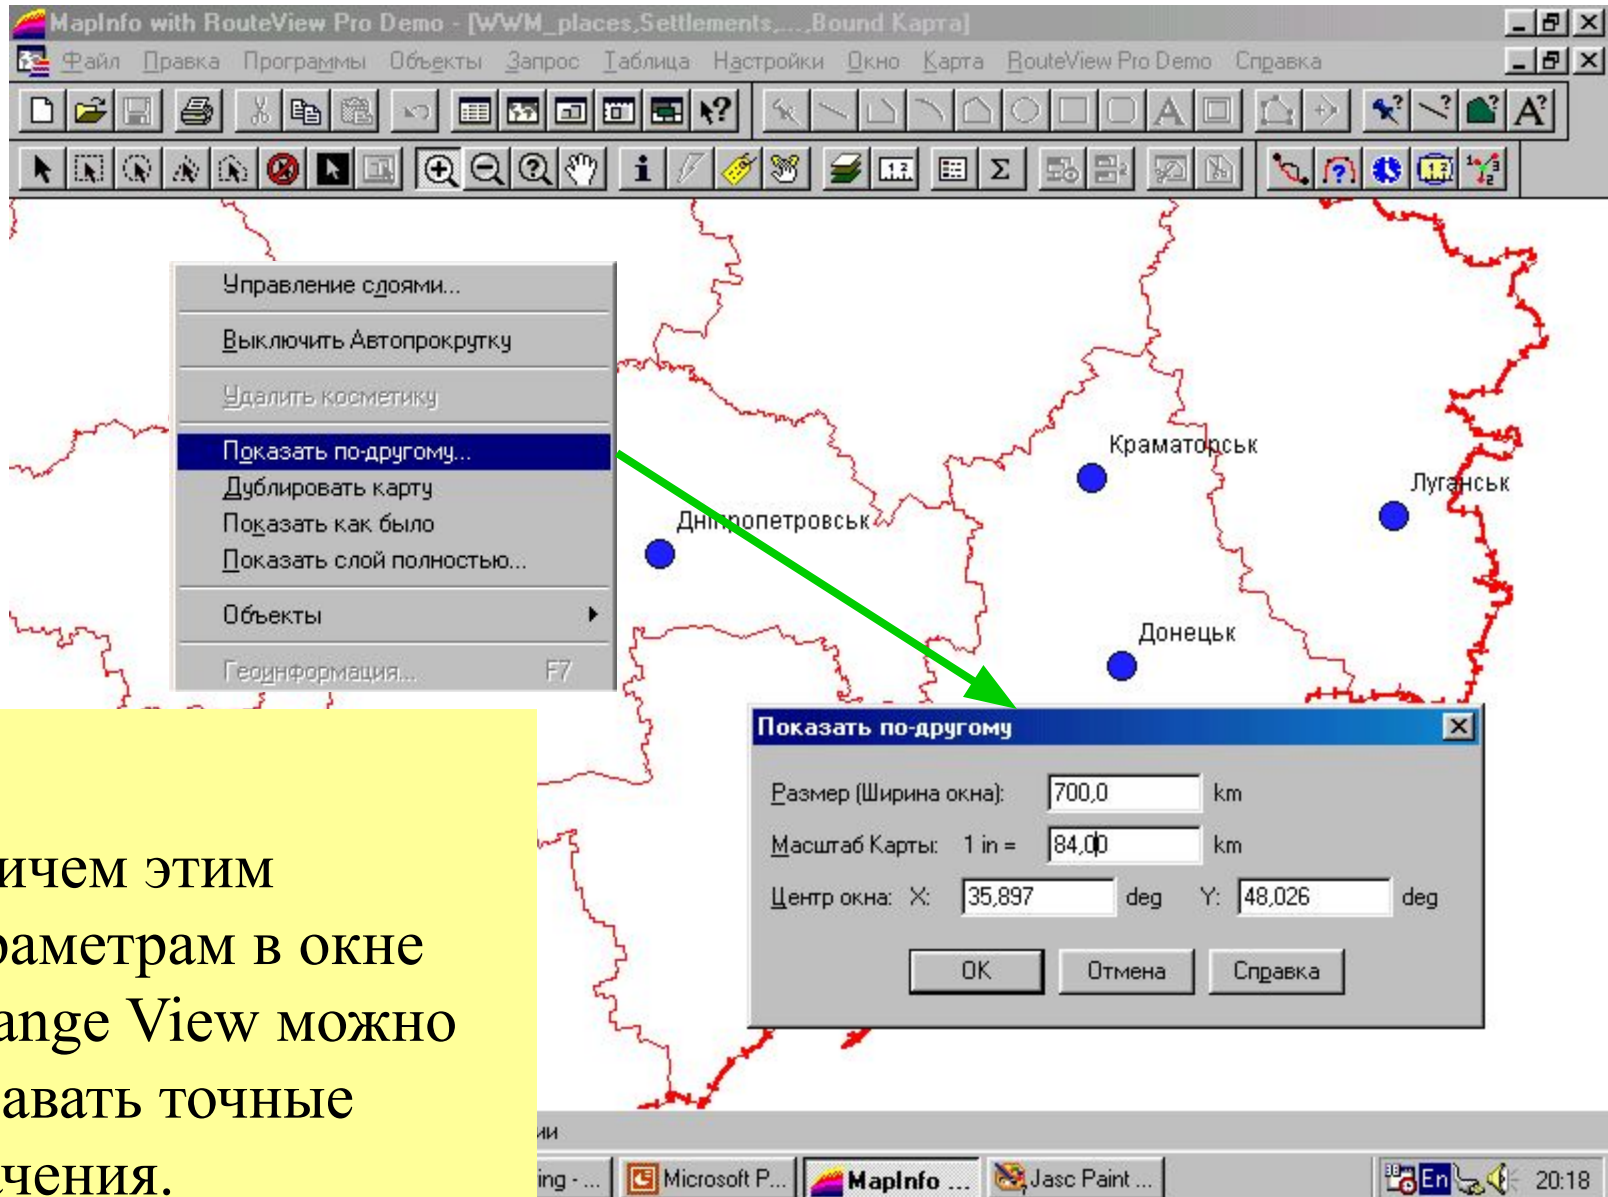 MapInfo with RouteView Pro Demo - [WWM_places,Settlements,...,Bound Карта]
Файл Правка Программы Объекты Запрос Таблица Настройки Окно Карта RouteView Pro Demo Справка
Управление слоями...
Выключить Автопрокрутку
Удалить косметику
Показать по-другому...
Дублировать карту
Показать как было
Показать слой полностью...
Объекты
Геоинформация... F7
Краматорськ
Луганськ
Дніпропетровськ
Донецьк
Показать по-другому
Размер (Ширина окна): 700,0 km
Масштаб Карты: 1 in = 84,00 km
Центр окна: X: 35,897 deg Y: 48,026 deg
OK Отмена Справка
ичем этим
раметрам в окне
ange View можно
авать точные
чения.
ии
ing - ... Microsoft P... MapInfo ... Jasc Paint ... En 20:18